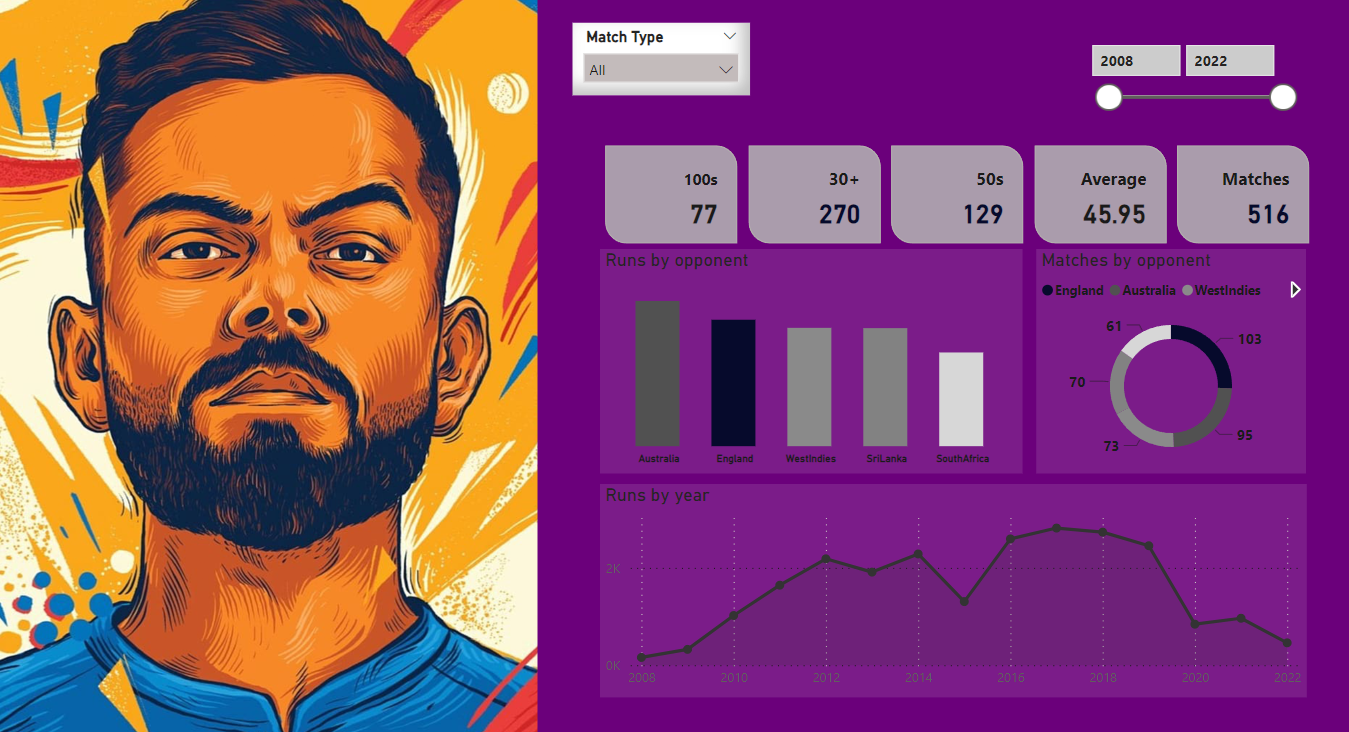 Match Type
All
2008 2022
100s 30+ 50s Average Matches
77 270 129 45.95 516
Runs by opponent
Australia England WestIndies SriLanka SouthAfrica
Matches by opponent
England Australia WestIndies
61 103
70
95
73
Runs by year
2K
0K
2008 2010 2012 2014 2016 2018 2020 2022